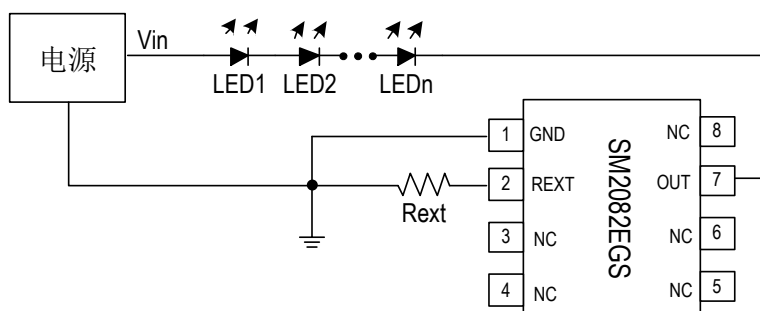 电源
Vin
LED1
LED2
LEDn
1 GND
2 REXT
3 NC
4 NC
Rext
SM2082EGS
NC 8
OUT 7
NC 6
NC 5